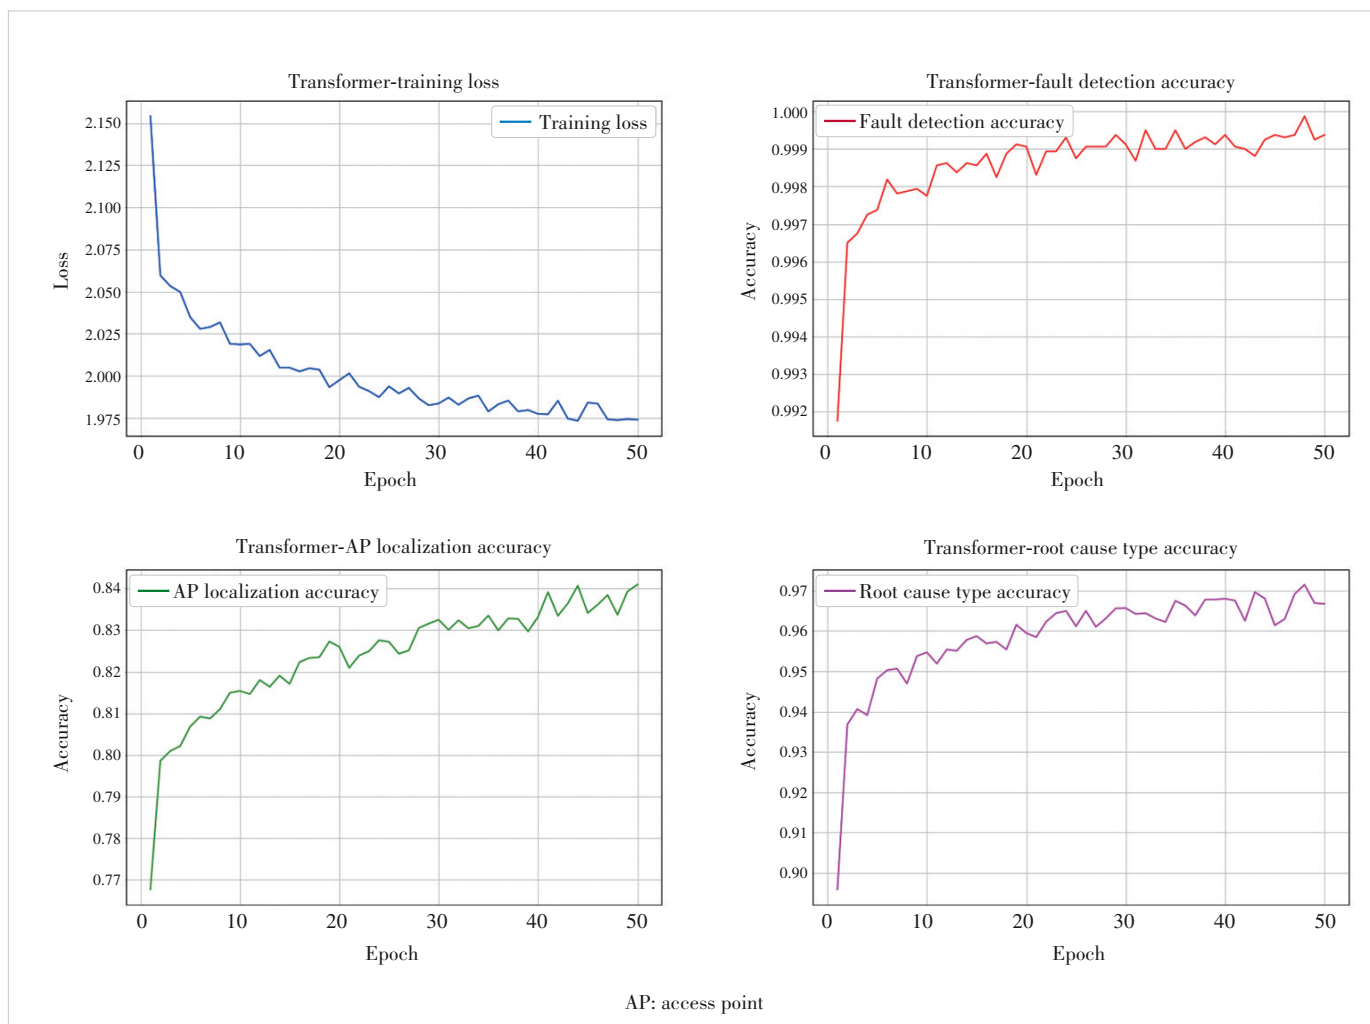 Transformer-training loss
2.150
2.125
2.100
2.075
2.050
2.025
2.000
1.975
Training loss
Loss
0 10 20 30 40 50
Epoch
Transformer-fault detection accuracy
1.000
0.999
0.998
0.997
0.996
0.995
0.994
0.993
0.992
Fault detection accuracy
Accuracy
0 10 20 30 40 50
Epoch
Transformer-AP localization accuracy
0.84
0.83
0.82
0.81
0.80
0.79
0.78
0.77
AP localization accuracy
Accuracy
0 10 20 30 40 50
Epoch
Transformer-root cause type accuracy
0.97
0.96
0.95
0.94
0.93
0.92
0.91
0.90
Root cause type accuracy
Accuracy
0 10 20 30 40 50
Epoch
AP: access point